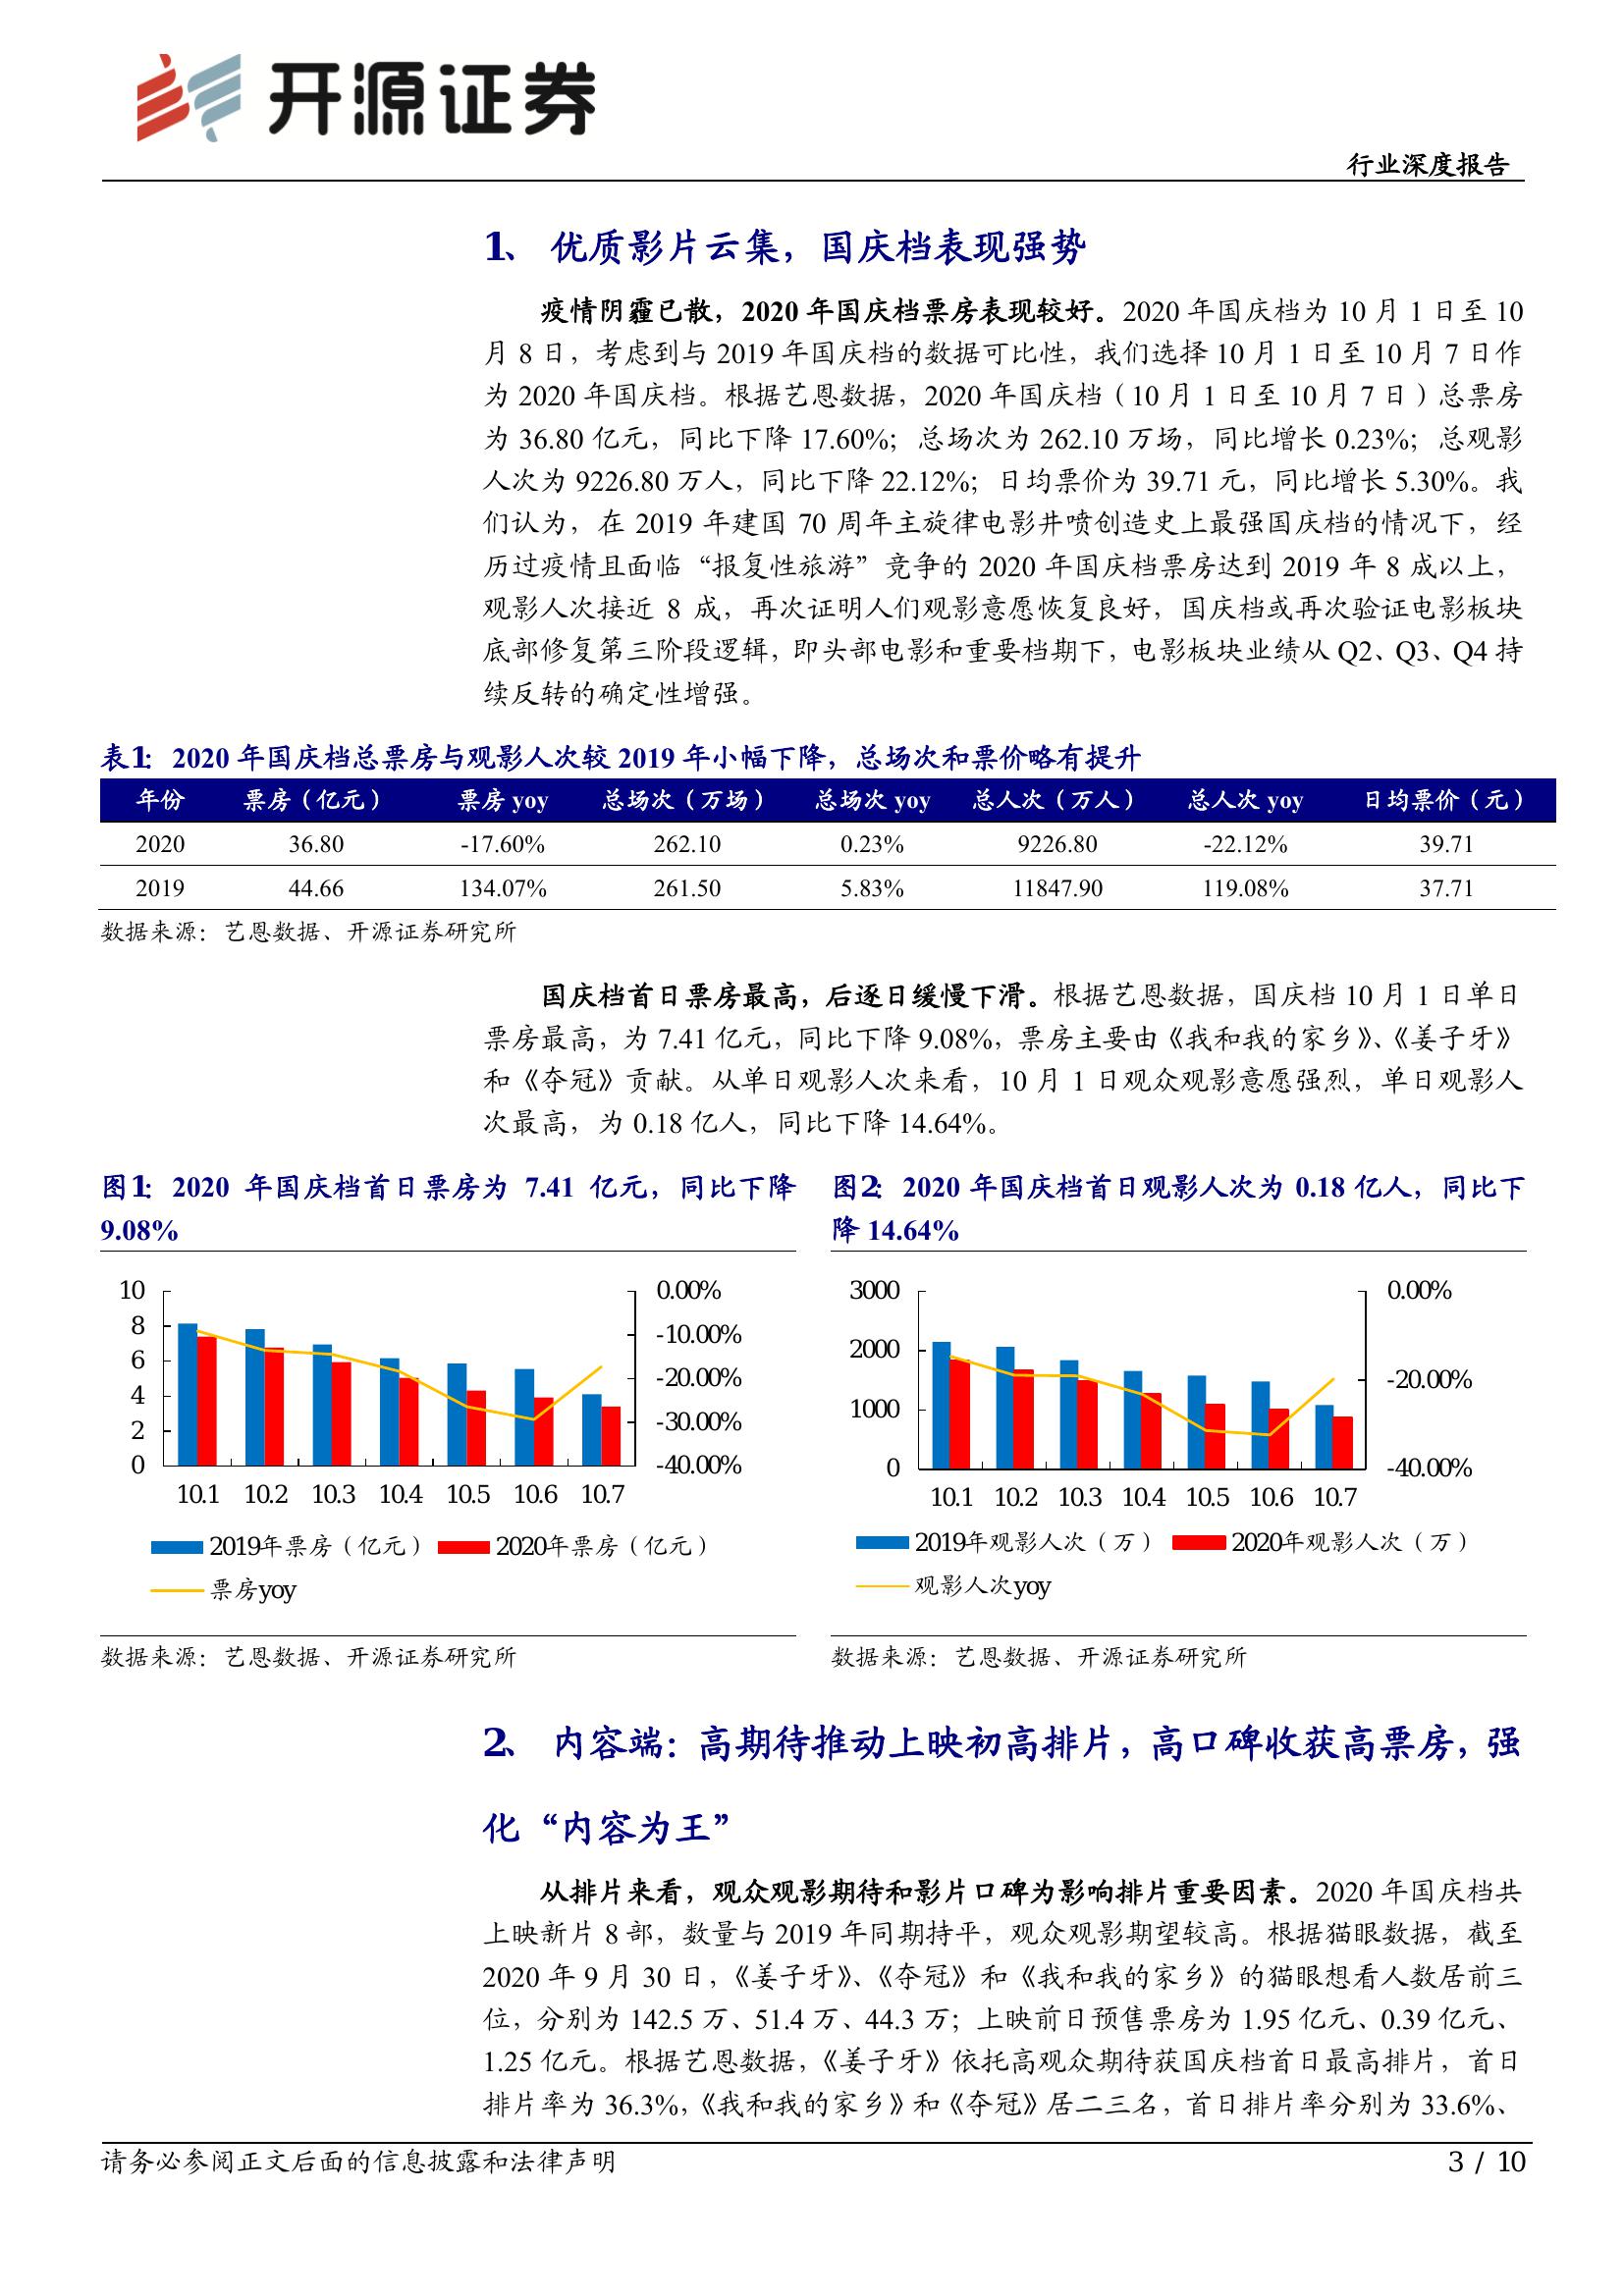 开源证券
行业深度报告
1、 优质影片云集，国庆档表现强势
疫情阴霾已散，2020 年国庆档票房表现较好。2020 年国庆档为 10 月 1 日至 10
月 8 日，考虑到与 2019 年国庆档的数据可比性，我们选择 10 月 1 日至 10 月 7 日作
为 2020 年国庆档。根据艺恩数据，2020 年国庆档（10 月 1 日至 10 月 7 日）总票房
为 36.80 亿元，同比下降 17.60%；总场次为 262.10 万场，同比增长 0.23%；总观影
人次为 9226.80 万人，同比下降 22.12%；日均票价为 39.71 元，同比增长 5.30%。我
们认为，在 2019 年建国 70 周年主旋律电影井喷创造史上最强国庆档的情况下，经
历过疫情且面临“报复性旅游”竞争的 2020 年国庆档票房达到 2019 年 8 成以上，
观影人次接近 8 成，再次证明人们观影意愿恢复良好，国庆档或再次验证电影板块
底部修复第三阶段逻辑，即头部电影和重要档期下，电影板块业绩从 Q2、Q3、Q4 持
续反转的确定性增强。
表1： 2020 年国庆档总票房与观影人次较 2019 年小幅下降，总场次和票价略有提升
年份 票房（亿元） 票房 yoy 总场次（万场） 总场次 yoy 总人次（万人） 总人次 yoy 日均票价（元）
2020 36.80 -17.60% 262.10 0.23% 9226.80 -22.12% 39.71
2019 44.66 134.07% 261.50 5.83% 11847.90 119.08% 37.71
数据来源：艺恩数据、开源证券研究所
国庆档首日票房最高，后逐日缓慢下滑。根据艺恩数据，国庆档 10 月 1 日单日
票房最高，为 7.41 亿元，同比下降 9.08%，票房主要由《我和我的家乡》、《姜子牙》
和《夺冠》贡献。从单日观影人次来看，10 月 1 日观众观影意愿强烈，单日观影人
次最高，为 0.18 亿人，同比下降 14.64%。
图1： 2020 年国庆档首日票房为 7.41 亿元，同比下降
9.08%
10 0.00%
8 -10.00%
6 -20.00%
4 -30.00%
2
0 -40.00%
10.1 10.2 10.3 10.4 10.5 10.6 10.7
2019年票房（亿元） 2020年票房（亿元）
票房yoy
数据来源：艺恩数据、开源证券研究所
图2： 2020 年国庆档首日观影人次为 0.18 亿人，同比下
降 14.64%
3000 0.00%
2000 -20.00%
1000
0 -40.00%
10.1 10.2 10.3 10.4 10.5 10.6 10.7
2019年观影人次（万） 2020年观影人次（万）
观影人次yoy
数据来源：艺恩数据、开源证券研究所
2、 内容端：高期待推动上映初高排片，高口碑收获高票房，强
化“内容为王”
从排片来看，观众观影期待和影片口碑为影响排片重要因素。2020 年国庆档共
上映新片 8 部，数量与 2019 年同期持平，观众观影期望较高。根据猫眼数据，截至
2020 年 9 月 30 日，《姜子牙》、《夺冠》和《我和我的家乡》的猫眼想看人数居前三
位，分别为 142.5 万、51.4 万、44.3 万；上映前日预售票房为 1.95 亿元、0.39 亿元、
1.25 亿元。根据艺恩数据，《姜子牙》依托高观众期待获国庆档首日最高排片，首日
排片率为 36.3%，《我和我的家乡》和《夺冠》居二三名，首日排片率分别为 33.6%、
请务必参阅正文后面的信息披露和法律声明
3 / 10